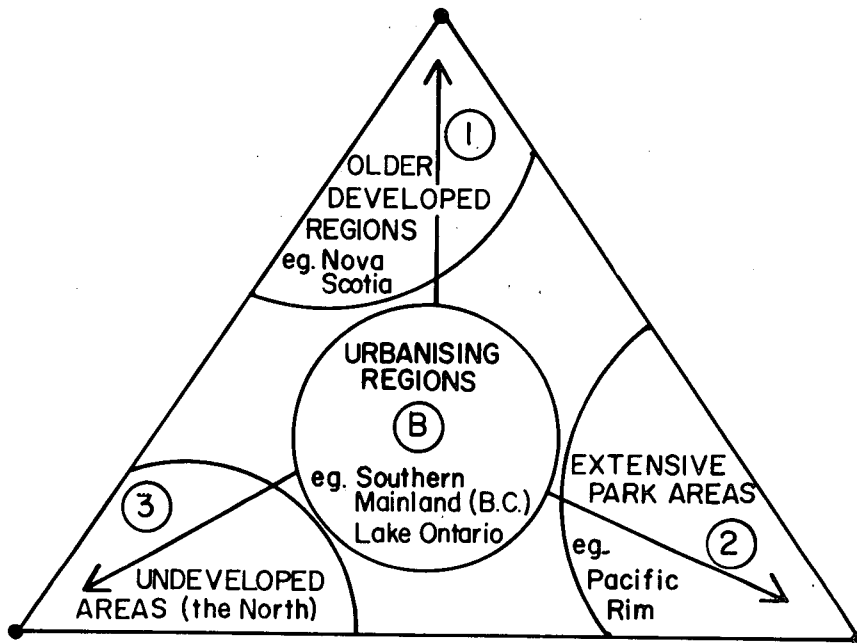 1
OLDER
DEVELOPED
REGIONS
eg. Nova
Scotia
URBANISING
REGIONS
B
eg. Southern
Mainland (B.C.)
Lake Ontario
EXTENSIVE
PARK AREAS
2
eg.
Pacific
Rim
3
UNDEVELOPED
AREAS (the North)